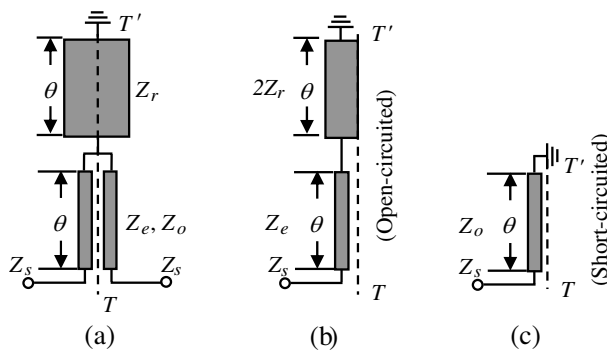 T′
θ
Z_r
θ
Z_e, Z_o
Z_s
Z_s
T
(a)
T′
2Z_r
θ
Z_e
θ
Z_s
T
(Open-circuited)
(b)
T′
Z_o
θ
Z_s
T
(Short-circuited)
(c)